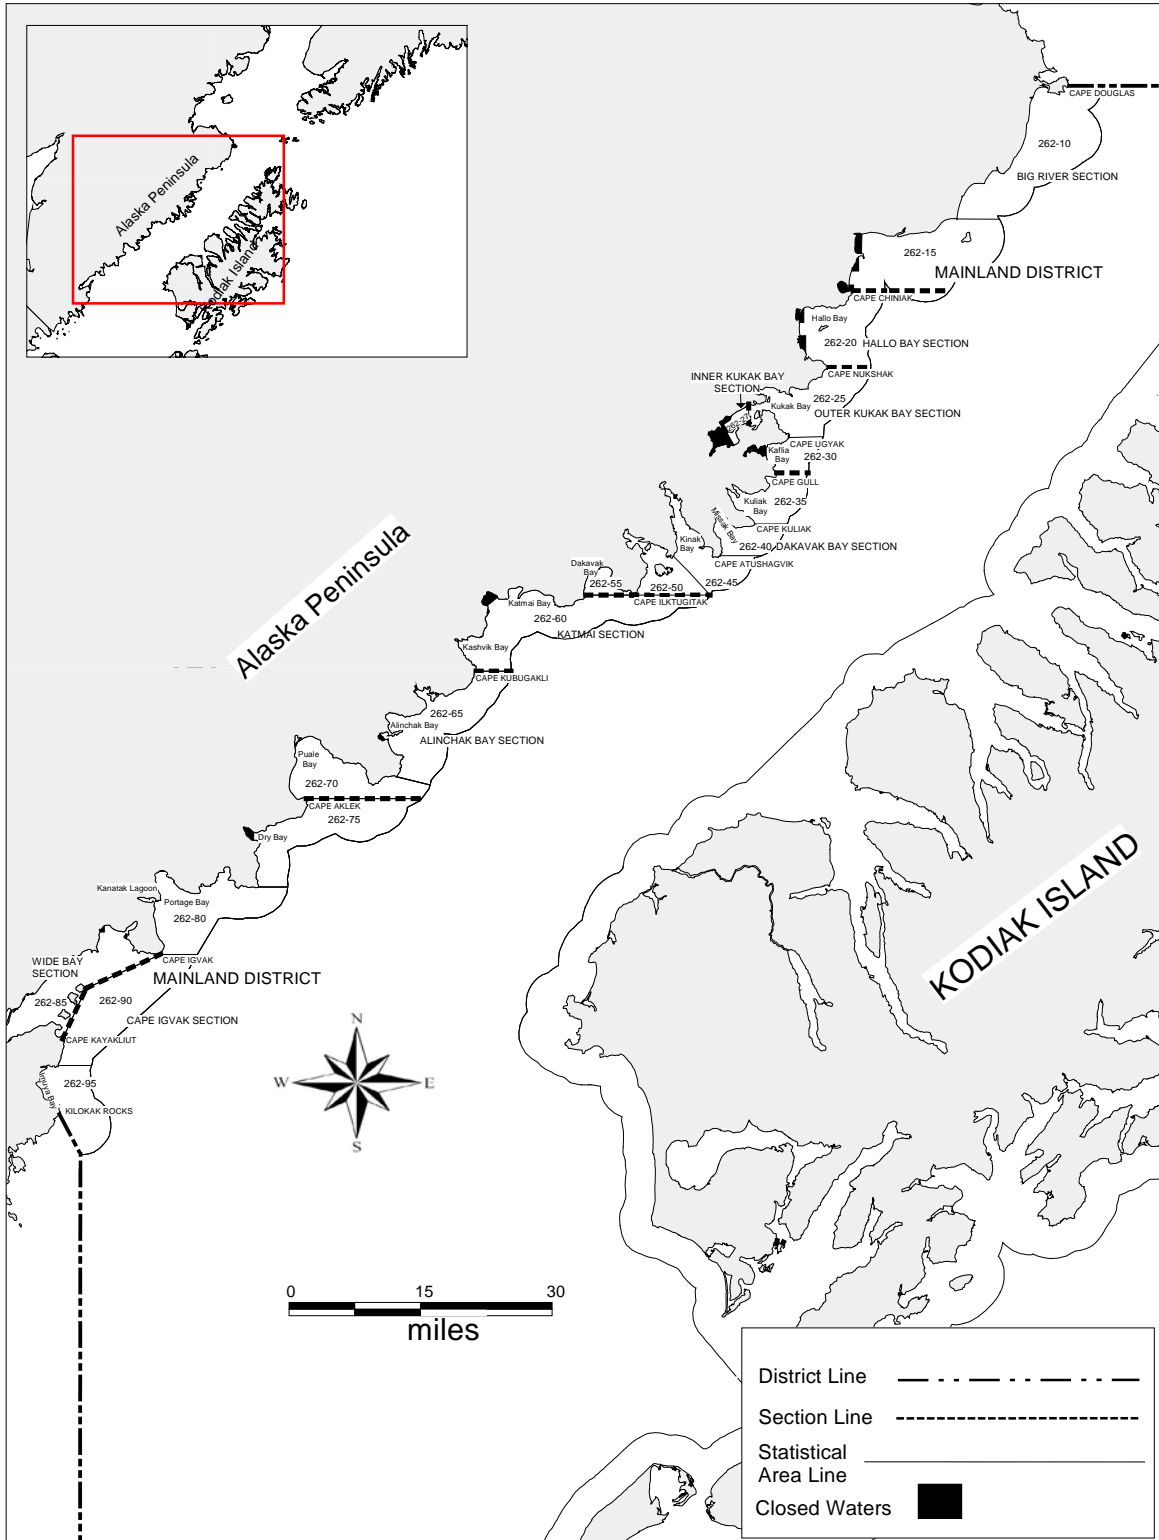 Alaska Peninsula
Kodiak Island
CAPE DOUGLAS
262-10
BIG RIVER SECTION
262-15
MAINLAND DISTRICT
CAPE CHINIAK
Hallo Bay
262-20
HALLO BAY SECTION
CAPE NUKSHAK
INNER KUKAK BAY
SECTION
262-27
Kukak Bay
262-25
OUTER KUKAK BAY SECTION
CAPE UGYAK
Kaflia
Bay
262-30
CAPE GULL
Kuliak
Bay
262-35
CAPE KULIAK
Missak Bay
262-40
DAKAVAK BAY SECTION
Kinak
Bay
CAPE ATUSHAGVIK
Dakavak
Bay
262-55
262-50
262-45
CAPE ILKTUGITAK
Katmai Bay
262-60
KATMAI SECTION
Kashvik Bay
CAPE KUBUGAKLI
Alaska Peninsula
262-65
Alinchak Bay
ALINCHAK BAY SECTION
Puale
Bay
262-70
CAPE AKLEK
262-75
Dry Bay
KODIAK ISLAND
Kanatak Lagoon
Portage Bay
262-80
CAPE IGVAK
WIDE BAY
SECTION
MAINLAND DISTRICT
262-85
262-90
CAPE IGVAK SECTION
CAPE KAYAKLIUT
262-95
KILOKAK ROCKS
N
W
E
S
0
15
30
miles
District Line
Section Line
Statistical
Area Line
Closed Waters